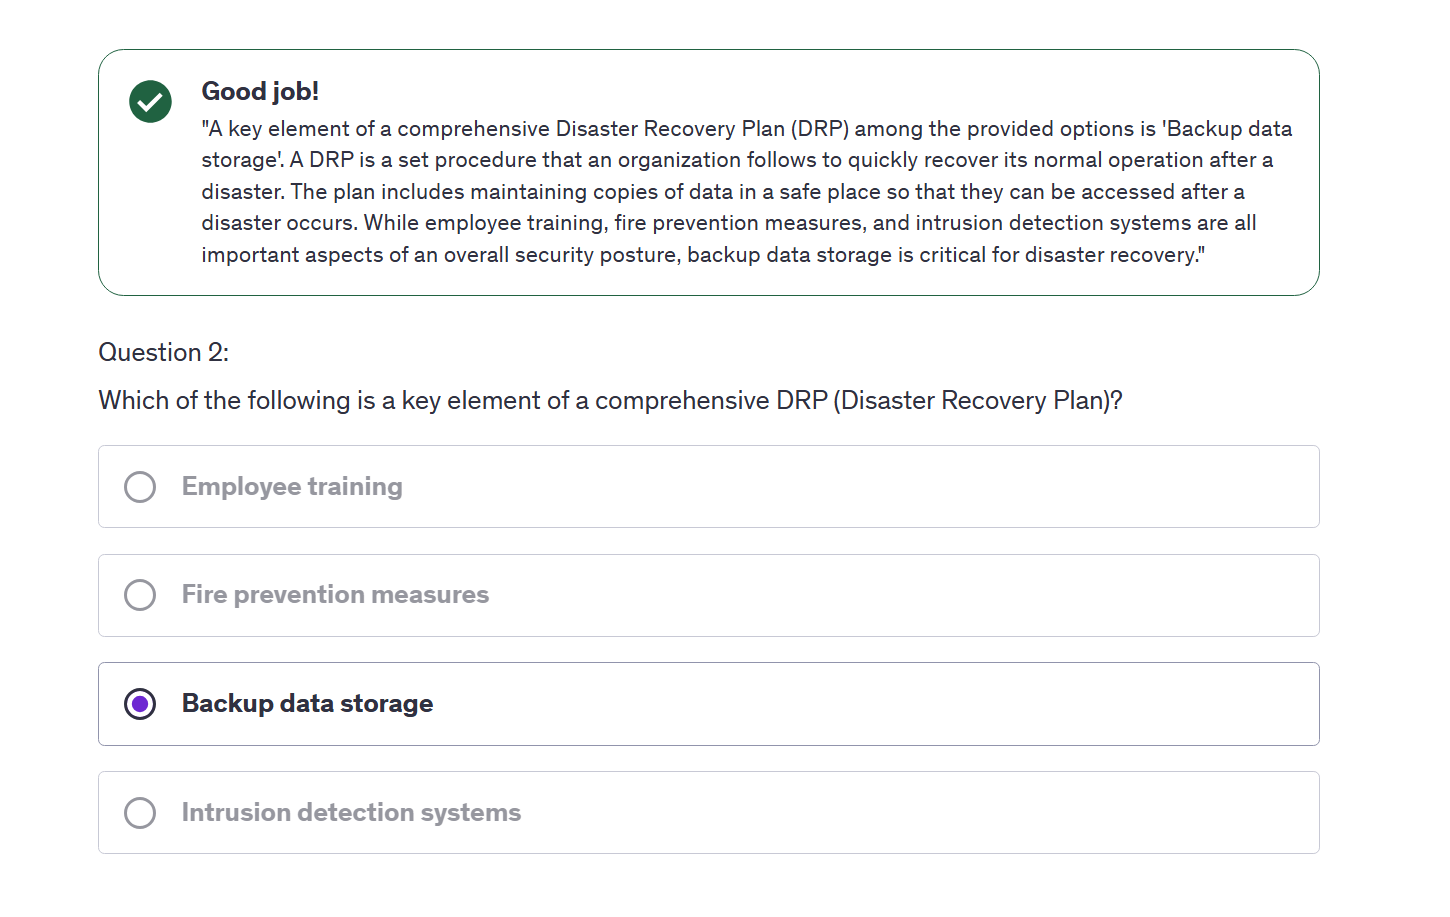 Good job!
"A key element of a comprehensive Disaster Recovery Plan (DRP) among the provided options is 'Backup data
storage'. A DRP is a set procedure that an organization follows to quickly recover its normal operation after a
disaster. The plan includes maintaining copies of data in a safe place so that they can be accessed after a
disaster occurs. While employee training, fire prevention measures, and intrusion detection systems are all
important aspects of an overall security posture, backup data storage is critical for disaster recovery."
Question 2:
Which of the following is a key element of a comprehensive DRP (Disaster Recovery Plan)?
Employee training
Fire prevention measures
Backup data storage
Intrusion detection systems